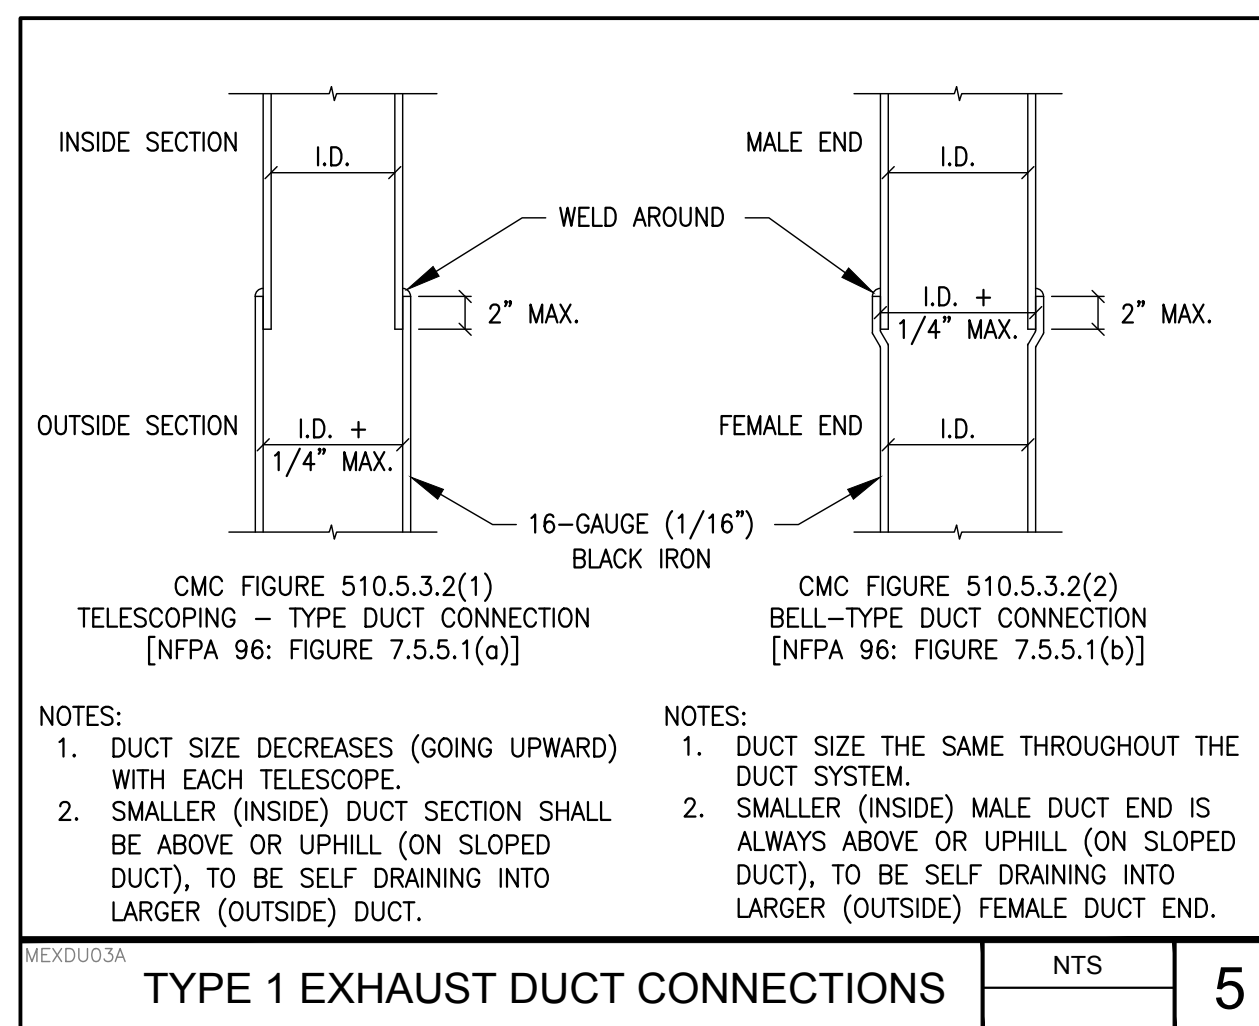 INSIDE SECTION
I.D.
MALE END
I.D.
WELD AROUND
2” MAX.
I.D. +
1/4” MAX.
2” MAX.
OUTSIDE SECTION
I.D. +
1/4” MAX.
FEMALE END
I.D.
16-GAUGE (1/16”)
BLACK IRON
CMC FIGURE 510.5.3.2(1)
TELESCOPING – TYPE DUCT CONNECTION
[NFPA 96: FIGURE 7.5.5.1(a)]
CMC FIGURE 510.5.3.2(2)
BELL-TYPE DUCT CONNECTION
[NFPA 96: FIGURE 7.5.5.1(b)]
NOTES:
1. DUCT SIZE DECREASES (GOING UPWARD)
WITH EACH TELESCOPE.
2. SMALLER (INSIDE) DUCT SECTION SHALL
BE ABOVE OR UPHILL (ON SLOPED
DUCT), TO BE SELF DRAINING INTO
LARGER (OUTSIDE) DUCT.
NOTES:
1. DUCT SIZE THE SAME THROUGHOUT THE
DUCT SYSTEM.
2. SMALLER (INSIDE) MALE DUCT END IS
ALWAYS ABOVE OR UPHILL (ON SLOPED
DUCT), TO BE SELF DRAINING INTO
LARGER (OUTSIDE) FEMALE DUCT END.
MEXDU03A
TYPE 1 EXHAUST DUCT CONNECTIONS
NTS
5